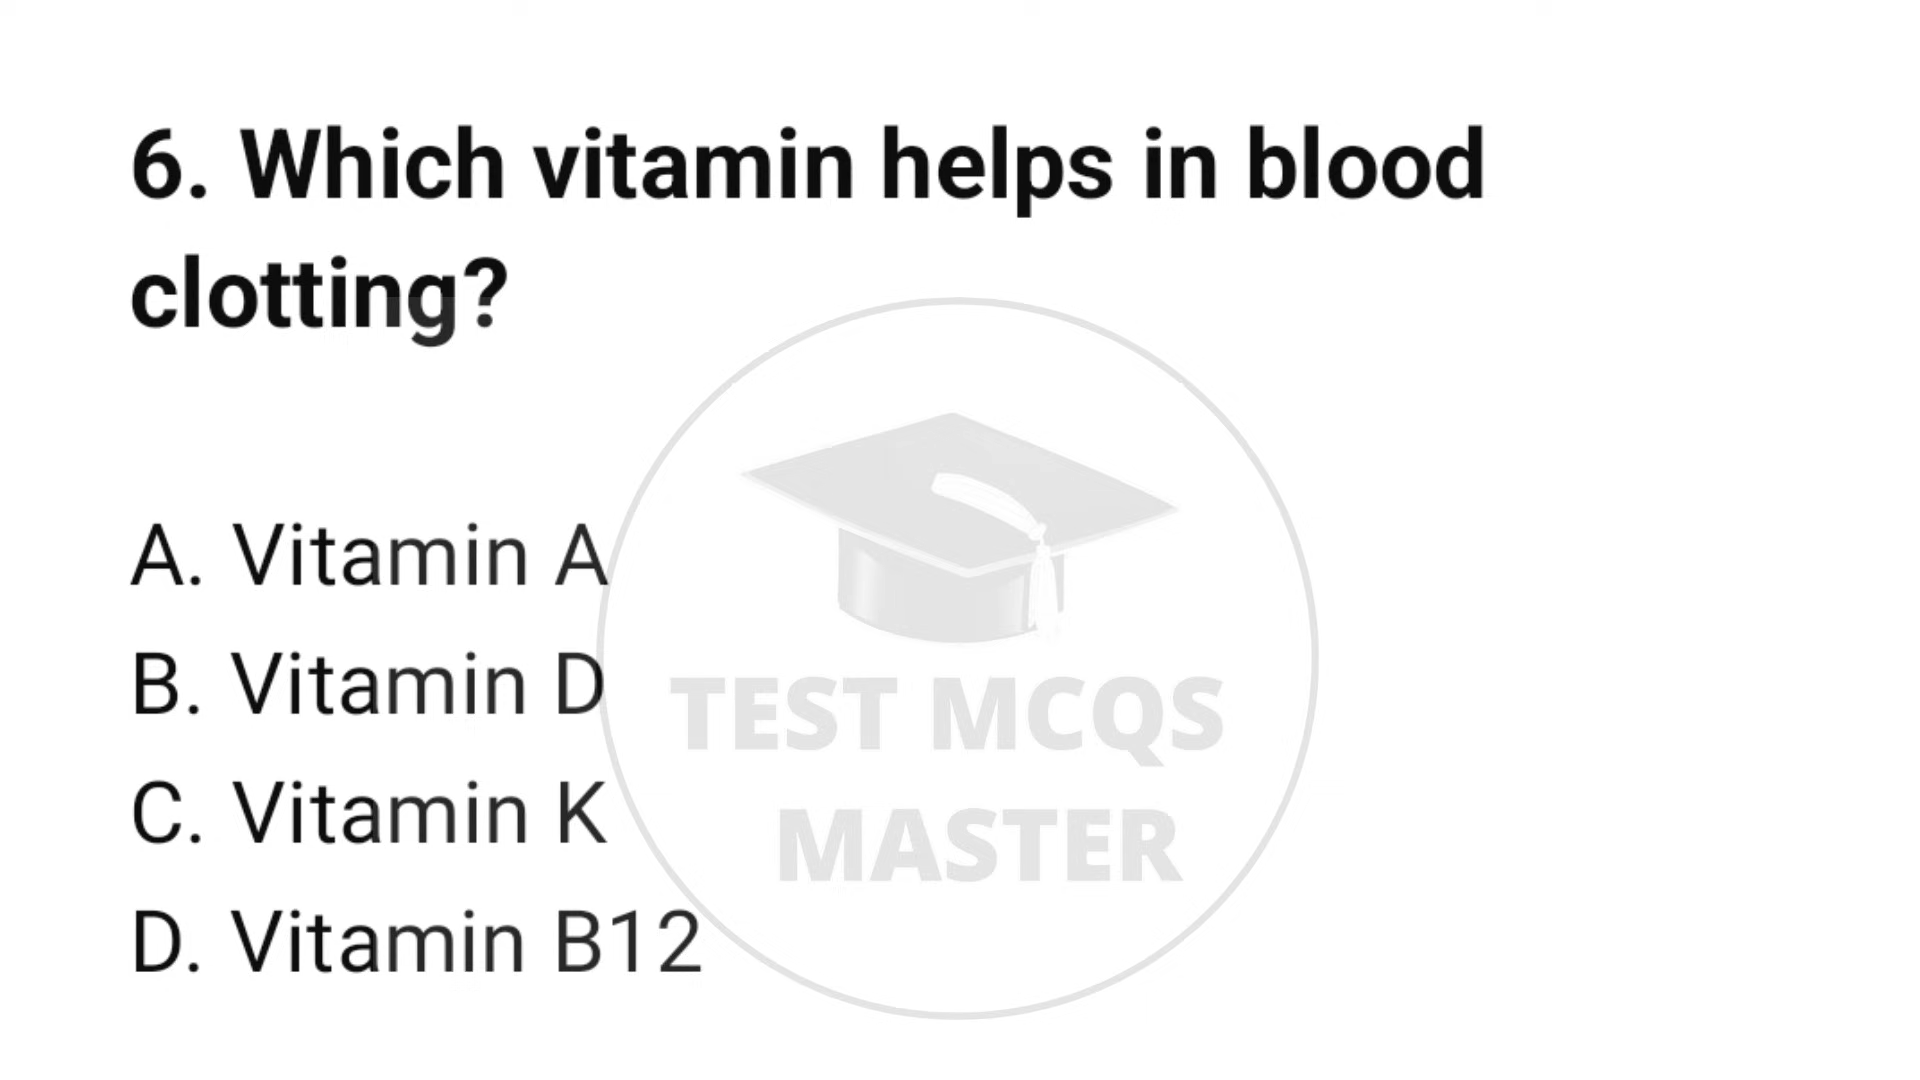 6. Which vitamin helps in blood
clotting?
A. Vitamin A
B. Vitamin D
C. Vitamin K
D. Vitamin B12
TEST MCQS
MASTER